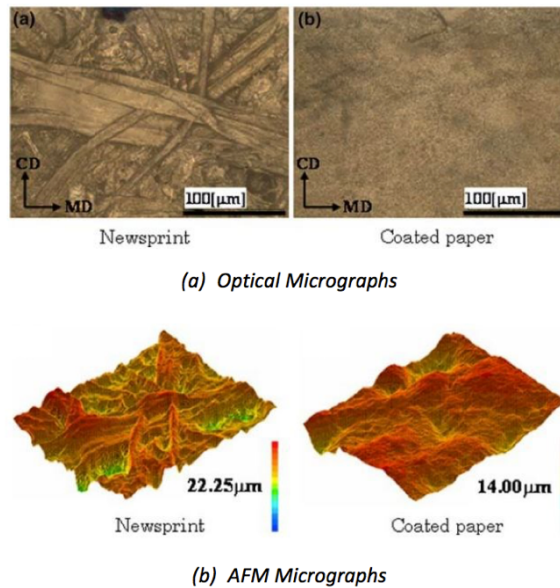 (a)
(b)
CD
MD
100[μm]
CD
MD
100[μm]
Newsprint
Coated paper
(a) Optical Micrographs
22.25μm
14.00μm
Newsprint
Coated paper
(b) AFM Micrographs